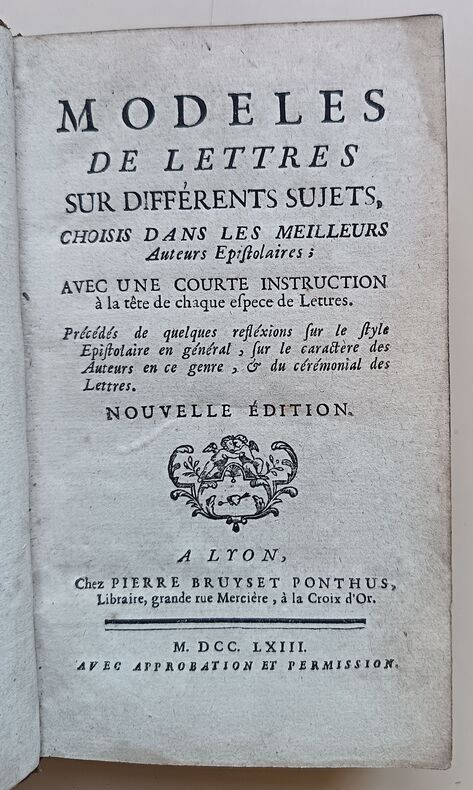 MODELES
DE LETTRES
SUR DIFFÉRENTS SUJETS,
CHOISIS DANS LES MEILLEURS
Auteurs Epiſtolaires ;
AVEC UNE COURTE INSTRUCTION
à la tête de chaque eſpece de Lettres.
Précédés de quelques refléxions ſur le ſtyle
Epiſtolaire en général , ſur le caractère des
Auteurs en ce genre , & du cérémonial des
Lettres.
NOUVELLE ÉDITION.
A LYON,
Chez PIERRE BRUYSET PONTHUS,
Libraire, grande rue Mercière , à la Croix d'Or.
M. DCC. LXIII.
AVEC APPROBATION ET PERMISSION.